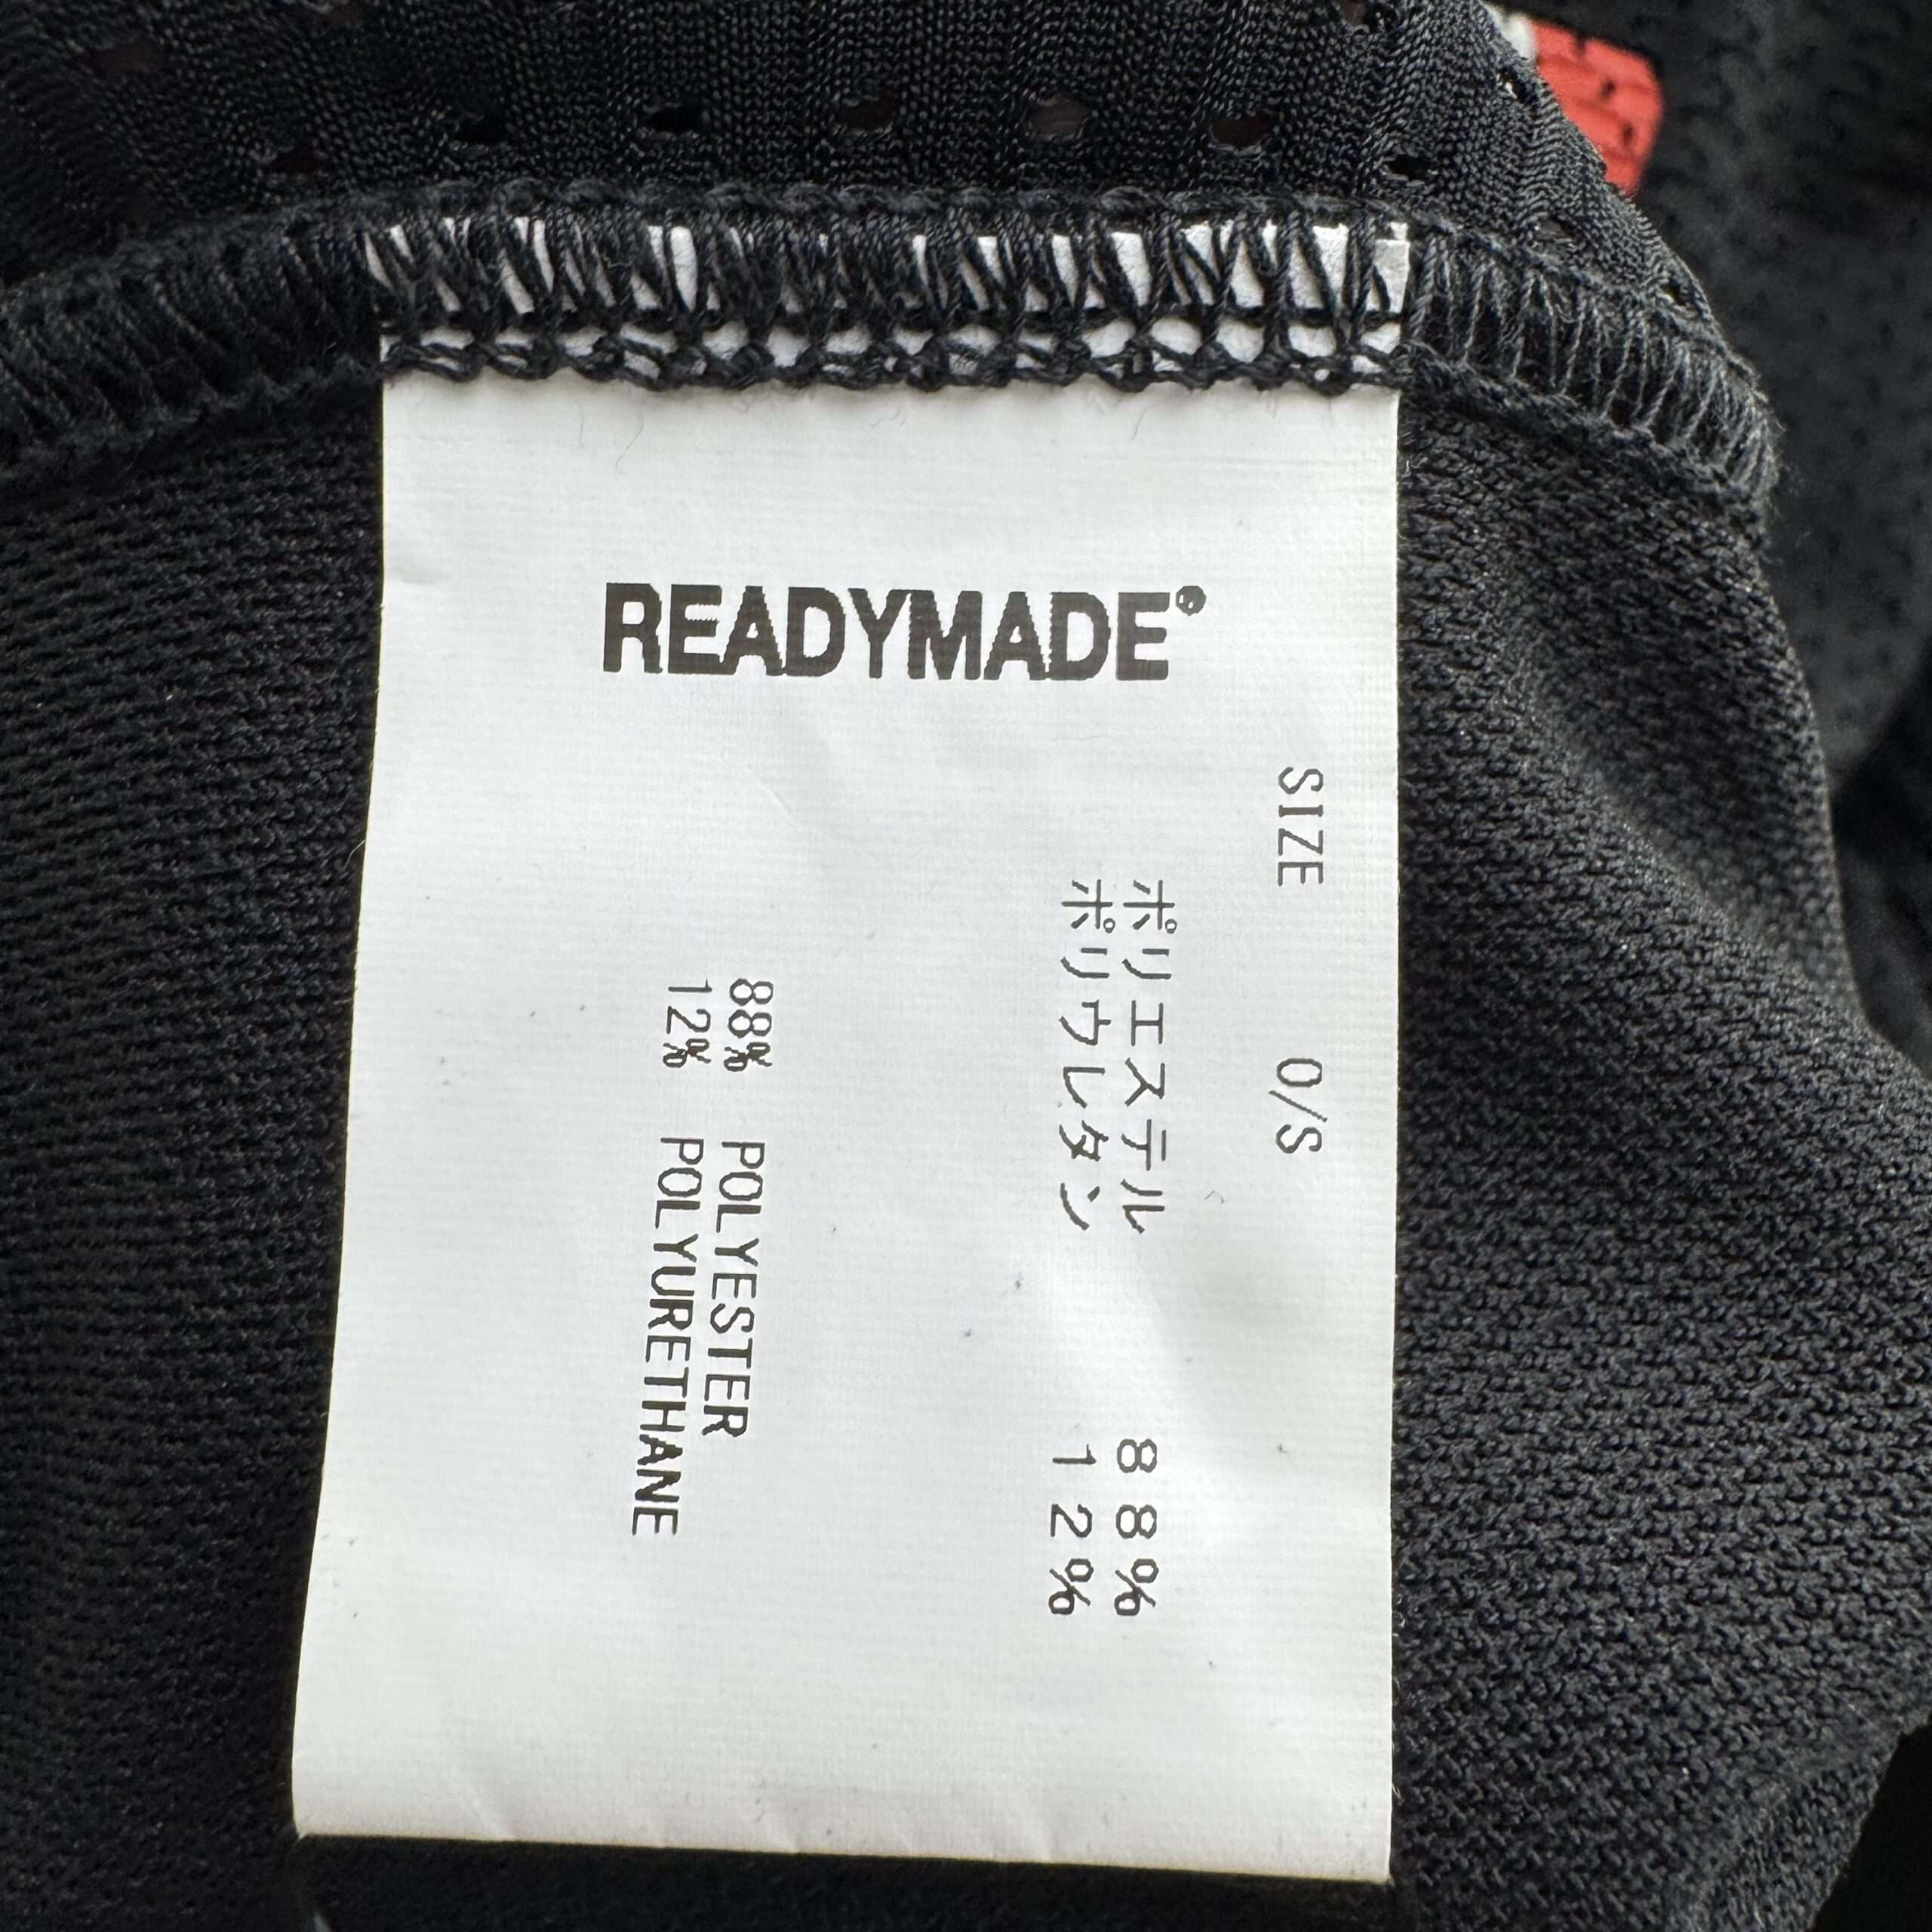 READYMADE®
SIZE O/S
ポリエステル 88%
ポリウレタン 12%
88% POLYESTER
12% POLYURETHANE